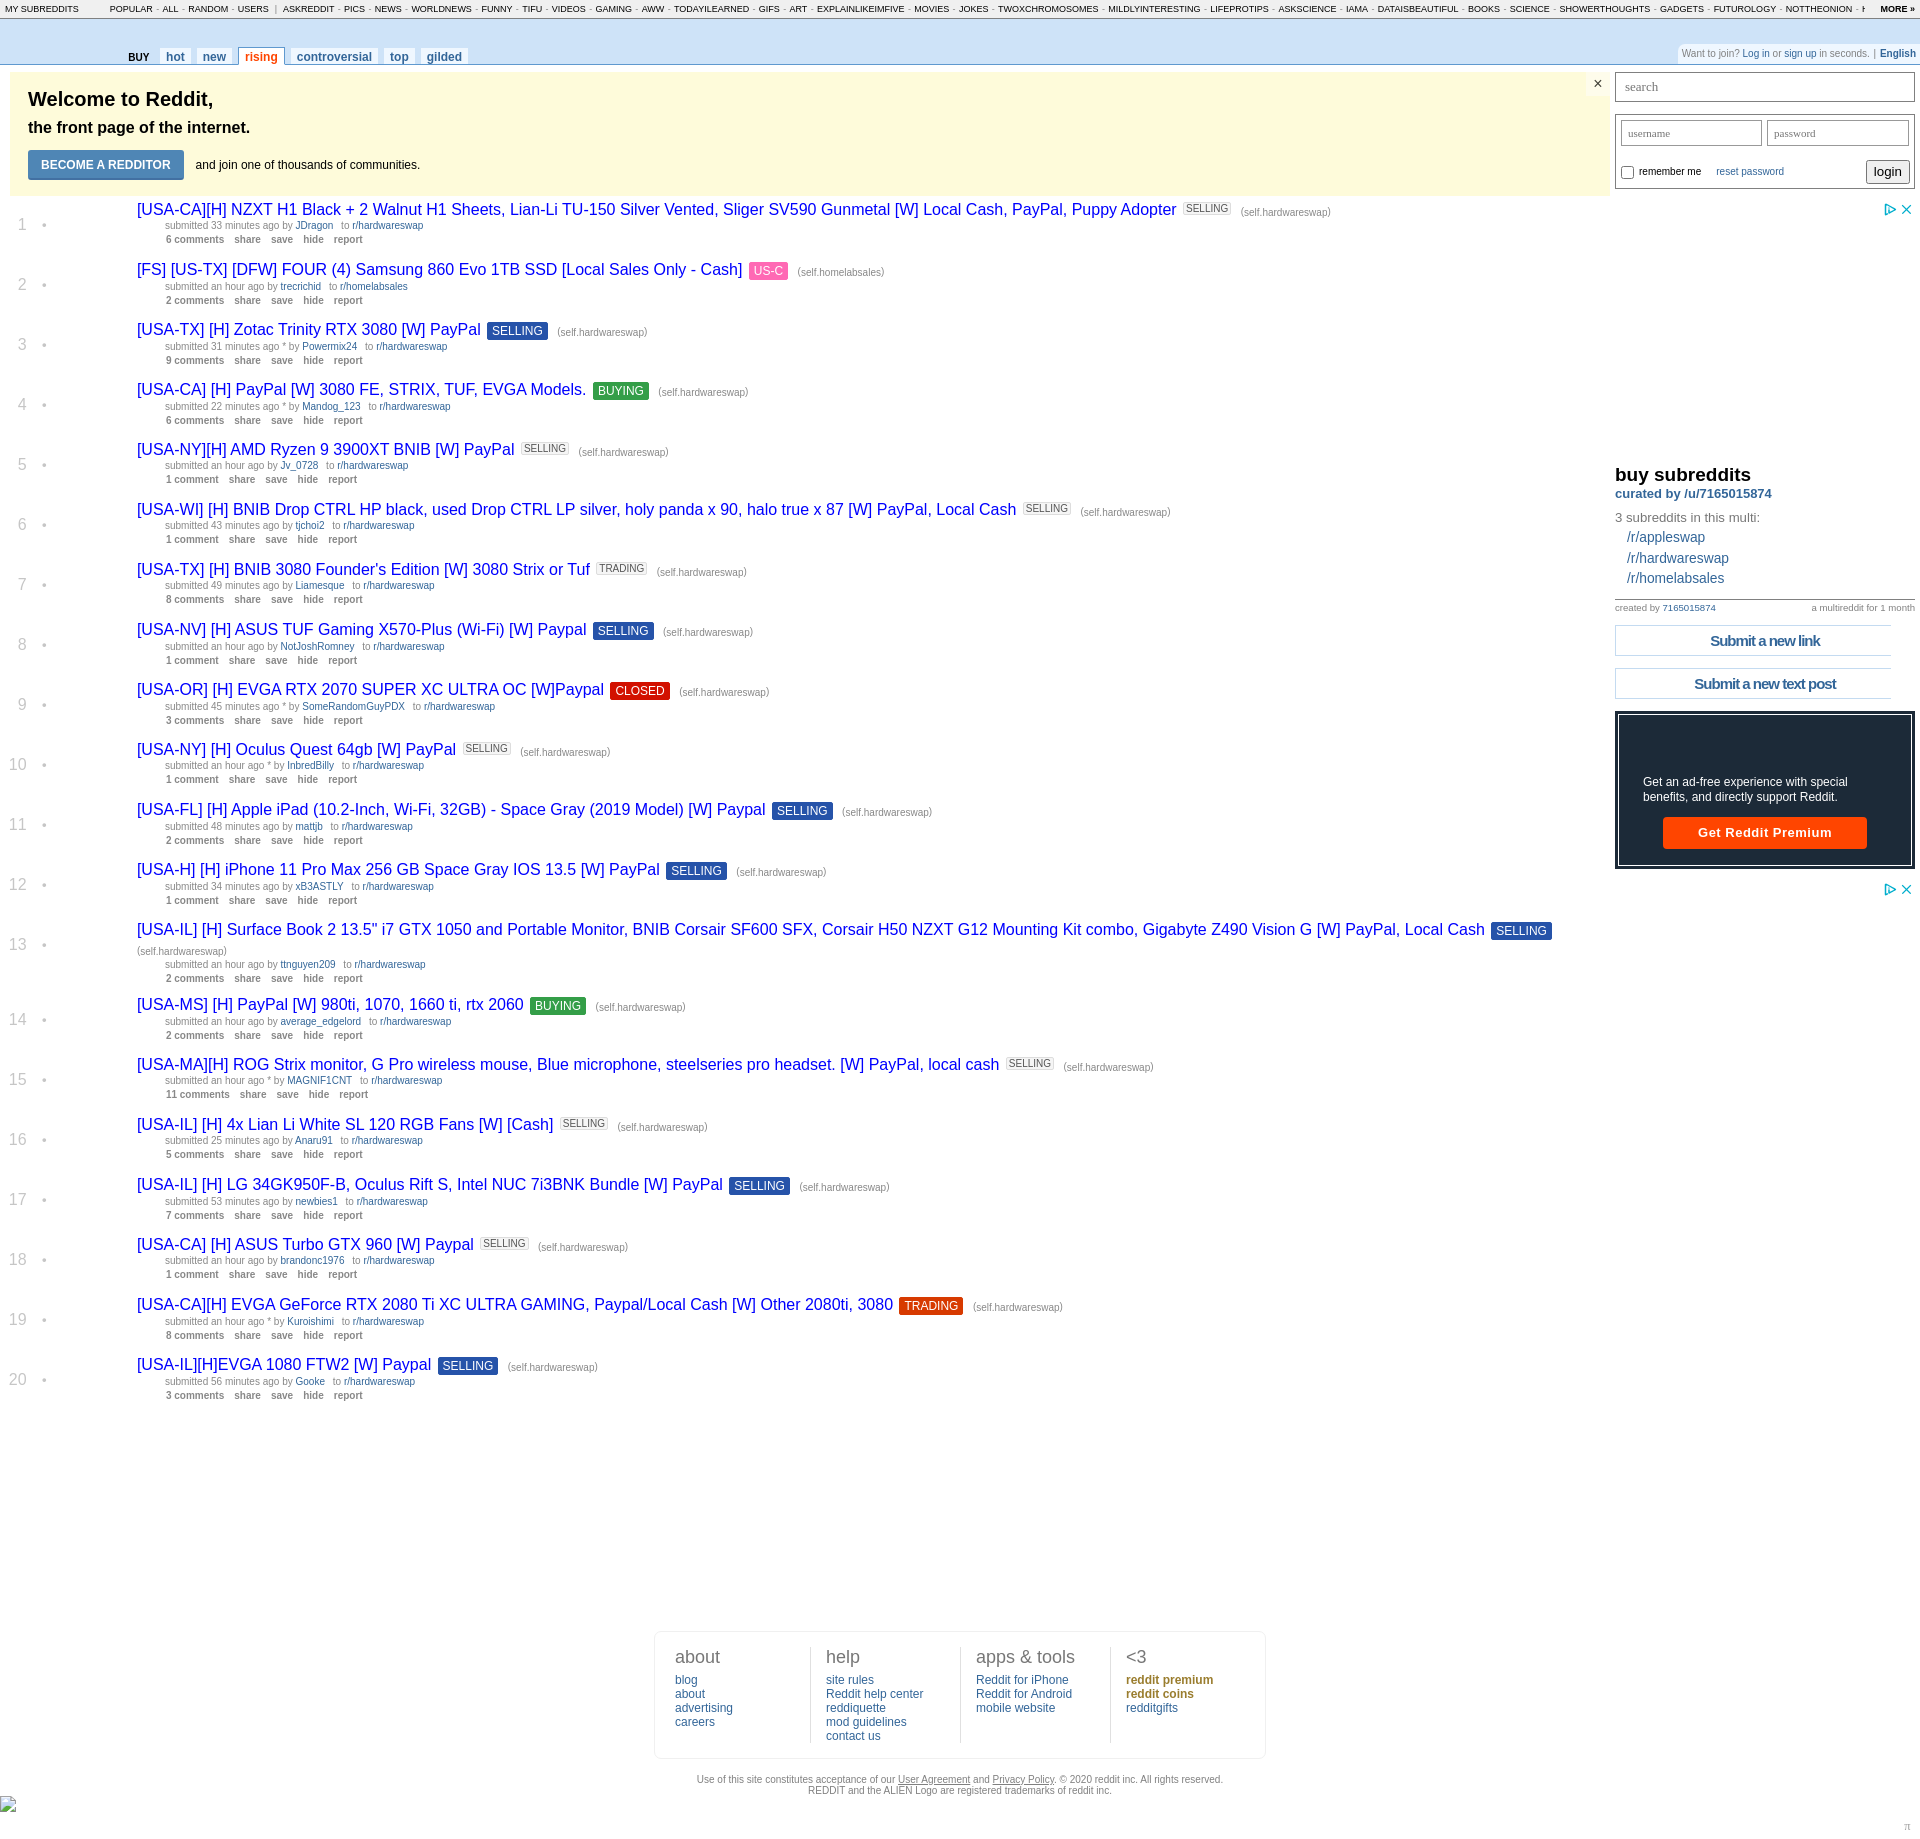 MY SUBREDDITS POPULAR - ALL - RANDOM - USERS | ASKREDDIT - PICS - NEWS - WORLDNEWS - FUNNY - TIFU - VIDEOS - GAMING - AWW - TODAYILEARNED - GIFS - ART - EXPLAINLIKEIMFIVE - MOVIES - JOKES - TWOXCHROMOSOMES - MILDLYINTERESTING - LIFEPROTIPS - ASKSCIENCE - IAMA - DATAISBEAUTIFUL - BOOKS - SCIENCE - SHOWERTHOUGHTS - GADGETS - FUTUROLOGY - NOTTHEONION - MORE »
BUY hot new rising controversial top gilded
Want to join? Log in or sign up in seconds. | English
Welcome to Reddit,
the front page of the internet.
BECOME A REDDITOR and join one of thousands of communities.
×
search
username password
remember me reset password login
1 • [USA-CA][H] NZXT H1 Black + 2 Walnut H1 Sheets, Lian-Li TU-150 Silver Vented, Sliger SV590 Gunmetal [W] Local Cash, PayPal, Puppy Adopter SELLING (self.hardwareswap)
submitted 33 minutes ago by JDragon to r/hardwareswap
6 comments share save hide report
2 • [FS] [US-TX] [DFW] FOUR (4) Samsung 860 Evo 1TB SSD [Local Sales Only - Cash] US-C (self.homelabsales)
submitted an hour ago by trecrichid to r/homelabsales
2 comments share save hide report
3 • [USA-TX] [H] Zotac Trinity RTX 3080 [W] PayPal SELLING (self.hardwareswap)
submitted 31 minutes ago * by Powermix24 to r/hardwareswap
9 comments share save hide report
4 • [USA-CA] [H] PayPal [W] 3080 FE, STRIX, TUF, EVGA Models. BUYING (self.hardwareswap)
submitted 22 minutes ago * by Mandog_123 to r/hardwareswap
6 comments share save hide report
5 • [USA-NY][H] AMD Ryzen 9 3900XT BNIB [W] PayPal SELLING (self.hardwareswap)
submitted an hour ago by Jv_0728 to r/hardwareswap
1 comment share save hide report
6 • [USA-WI] [H] BNIB Drop CTRL HP black, used Drop CTRL LP silver, holy panda x 90, halo true x 87 [W] PayPal, Local Cash SELLING (self.hardwareswap)
submitted 43 minutes ago by tjchoi2 to r/hardwareswap
1 comment share save hide report
7 • [USA-TX] [H] BNIB 3080 Founder's Edition [W] 3080 Strix or Tuf TRADING (self.hardwareswap)
submitted 49 minutes ago by Liamesque to r/hardwareswap
8 comments share save hide report
8 • [USA-NV] [H] ASUS TUF Gaming X570-Plus (Wi-Fi) [W] Paypal SELLING (self.hardwareswap)
submitted an hour ago by NotJoshRomney to r/hardwareswap
1 comment share save hide report
9 • [USA-OR] [H] EVGA RTX 2070 SUPER XC ULTRA OC [W]Paypal CLOSED (self.hardwareswap)
submitted 45 minutes ago * by SomeRandomGuyPDX to r/hardwareswap
3 comments share save hide report
10 • [USA-NY] [H] Oculus Quest 64gb [W] PayPal SELLING (self.hardwareswap)
submitted an hour ago * by InbredBilly to r/hardwareswap
1 comment share save hide report
11 • [USA-FL] [H] Apple iPad (10.2-Inch, Wi-Fi, 32GB) - Space Gray (2019 Model) [W] Paypal SELLING (self.hardwareswap)
submitted 48 minutes ago by mattjb to r/hardwareswap
2 comments share save hide report
12 • [USA-H] [H] iPhone 11 Pro Max 256 GB Space Gray IOS 13.5 [W] PayPal SELLING (self.hardwareswap)
submitted 34 minutes ago by xB3ASTLY to r/hardwareswap
1 comment share save hide report
13 • [USA-IL] [H] Surface Book 2 13.5" i7 GTX 1050 and Portable Monitor, BNIB Corsair SF600 SFX, Corsair H50 NZXT G12 Mounting Kit combo, Gigabyte Z490 Vision G [W] PayPal, Local Cash SELLING
(self.hardwareswap)
submitted an hour ago by ttnguyen209 to r/hardwareswap
2 comments share save hide report
14 • [USA-MS] [H] PayPal [W] 980ti, 1070, 1660 ti, rtx 2060 BUYING (self.hardwareswap)
submitted an hour ago by average_edgelord to r/hardwareswap
2 comments share save hide report
15 • [USA-MA][H] ROG Strix monitor, G Pro wireless mouse, Blue microphone, steelseries pro headset. [W] PayPal, local cash SELLING (self.hardwareswap)
submitted an hour ago * by MAGNIF1CNT to r/hardwareswap
11 comments share save hide report
16 • [USA-IL] [H] 4x Lian Li White SL 120 RGB Fans [W] [Cash] SELLING (self.hardwareswap)
submitted 25 minutes ago by Anaru91 to r/hardwareswap
5 comments share save hide report
17 • [USA-IL] [H] LG 34GK950F-B, Oculus Rift S, Intel NUC 7i3BNK Bundle [W] PayPal SELLING (self.hardwareswap)
submitted 53 minutes ago by newbies1 to r/hardwareswap
7 comments share save hide report
18 • [USA-CA] [H] ASUS Turbo GTX 960 [W] Paypal SELLING (self.hardwareswap)
submitted an hour ago by brandonc1976 to r/hardwareswap
1 comment share save hide report
19 • [USA-CA][H] EVGA GeForce RTX 2080 Ti XC ULTRA GAMING, Paypal/Local Cash [W] Other 2080ti, 3080 TRADING (self.hardwareswap)
submitted an hour ago * by Kuroishimi to r/hardwareswap
8 comments share save hide report
20 • [USA-IL][H]EVGA 1080 FTW2 [W] Paypal SELLING (self.hardwareswap)
submitted 56 minutes ago by Gooke to r/hardwareswap
3 comments share save hide report
buy subreddits
curated by /u/7165015874
3 subreddits in this multi:
/r/appleswap
/r/hardwareswap
/r/homelabsales
created by 7165015874 a multireddit for 1 month
Submit a new link
Submit a new text post
Get an ad-free experience with special
benefits, and directly support Reddit.
Get Reddit Premium
about help apps & tools <3
blog site rules Reddit for iPhone reddit premium
about Reddit help center Reddit for Android reddit coins
advertising reddiquette mobile website redditgifts
careers mod guidelines
contact us
Use of this site constitutes acceptance of our User Agreement and Privacy Policy. © 2020 reddit inc. All rights reserved.
REDDIT and the ALIEN Logo are registered trademarks of reddit inc.
π